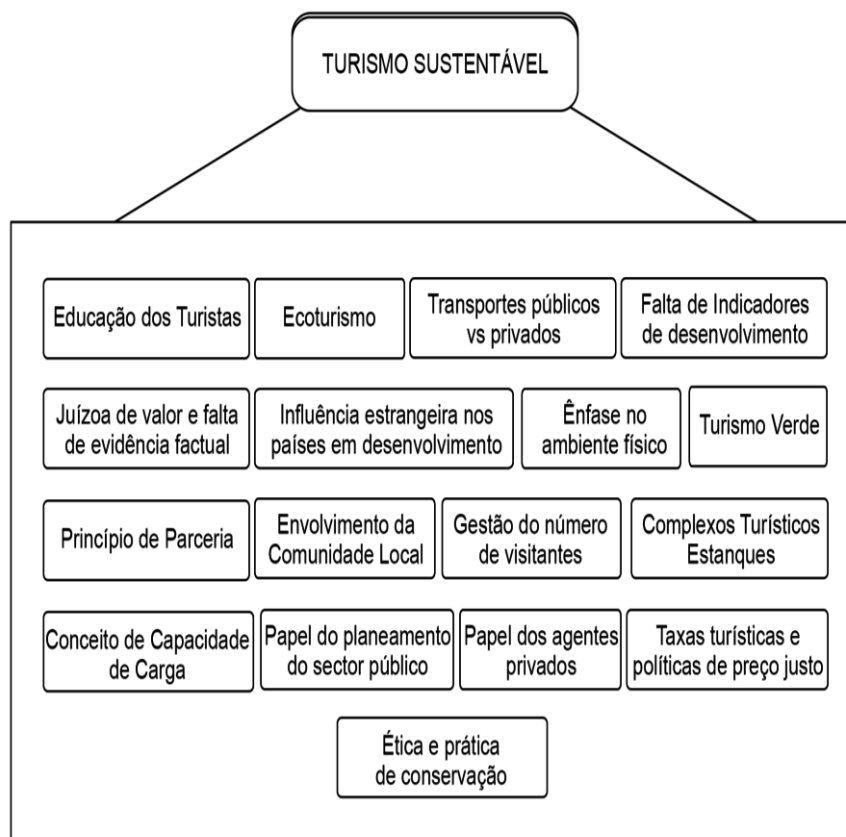 TURISMO SUSTENTÁVEL
Educação dos Turistas
Ecoturismo
Transportes públicos
vs privados
Falta de Indicadores
de desenvolvimento
Juízoa de valor e falta
de evidência factual
Influência estrangeira nos
países em desenvolvimento
Ênfase no
ambiente físico
Turismo Verde
Princípio de Parceria
Envolvimento da
Comunidade Local
Gestão do número
de visitantes
Complexos Turísticos
Estanques
Conceito de Capacidade
de Carga
Papel do planeamento
do sector público
Papel dos agentes
privados
Taxas turísticas e
políticas de preço justo
Ética e prática
de conservação